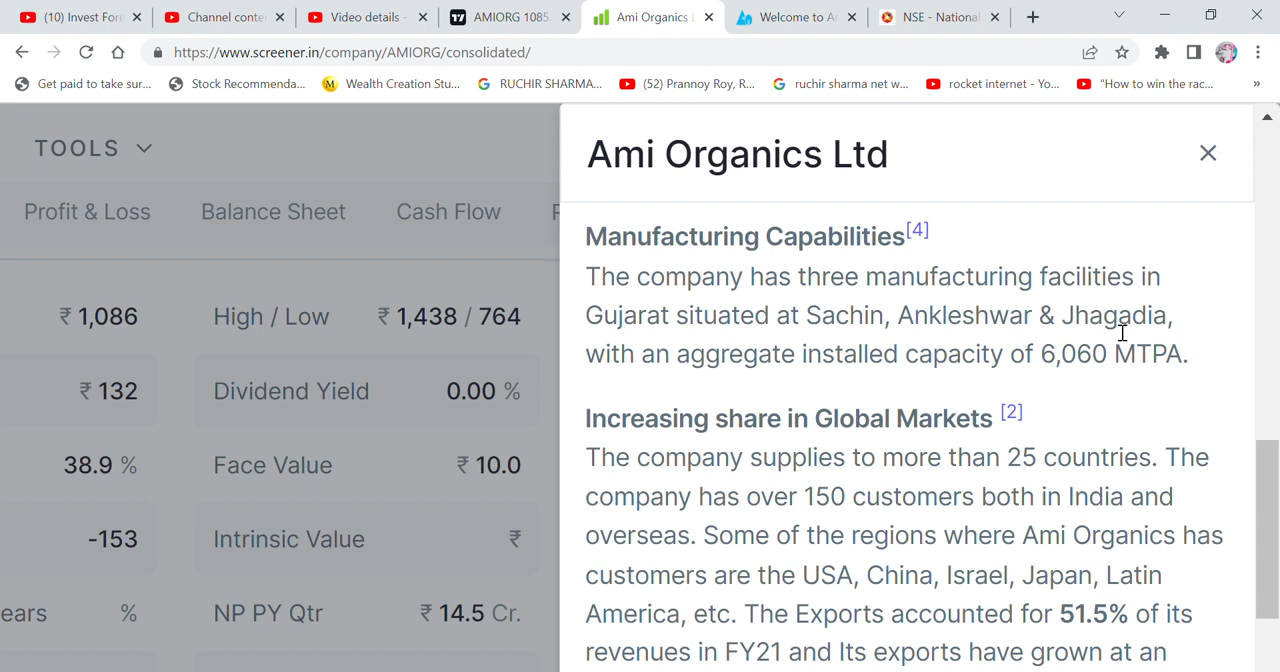 (10) Invest For
Channel conte
Video details -
AMIORG 1085.
Ami Organics L
Welcome to A
NSE - National
https://www.screener.in/company/AMIORG/consolidated/
Get paid to take sur...
Stock Recommenda...
M
Wealth Creation Stu...
RUCHIR SHARMA...
(52) Prannoy Roy, R...
ruchir sharma net w...
rocket internet - Yo...
"How to win the rac...
»
TOOLS
Profit & Loss
Balance Sheet
Cash Flow
₹ 1,086
High / Low
₹ 1,438 / 764
₹ 132
Dividend Yield
0.00 %
38.9 %
Face Value
₹ 10.0
-153
Intrinsic Value
₹
ears
%
NP PY Qtr
₹ 14.5 Cr.
Ami Organics Ltd
Manufacturing Capabilities[4]
The company has three manufacturing facilities in
Gujarat situated at Sachin, Ankleshwar & Jhagadia,
with an aggregate installed capacity of 6,060 MTPA.
Increasing share in Global Markets [2]
The company supplies to more than 25 countries. The
company has over 150 customers both in India and
overseas. Some of the regions where Ami Organics has
customers are the USA, China, Israel, Japan, Latin
America, etc. The Exports accounted for 51.5% of its
revenues in FY21 and Its exports have grown at an